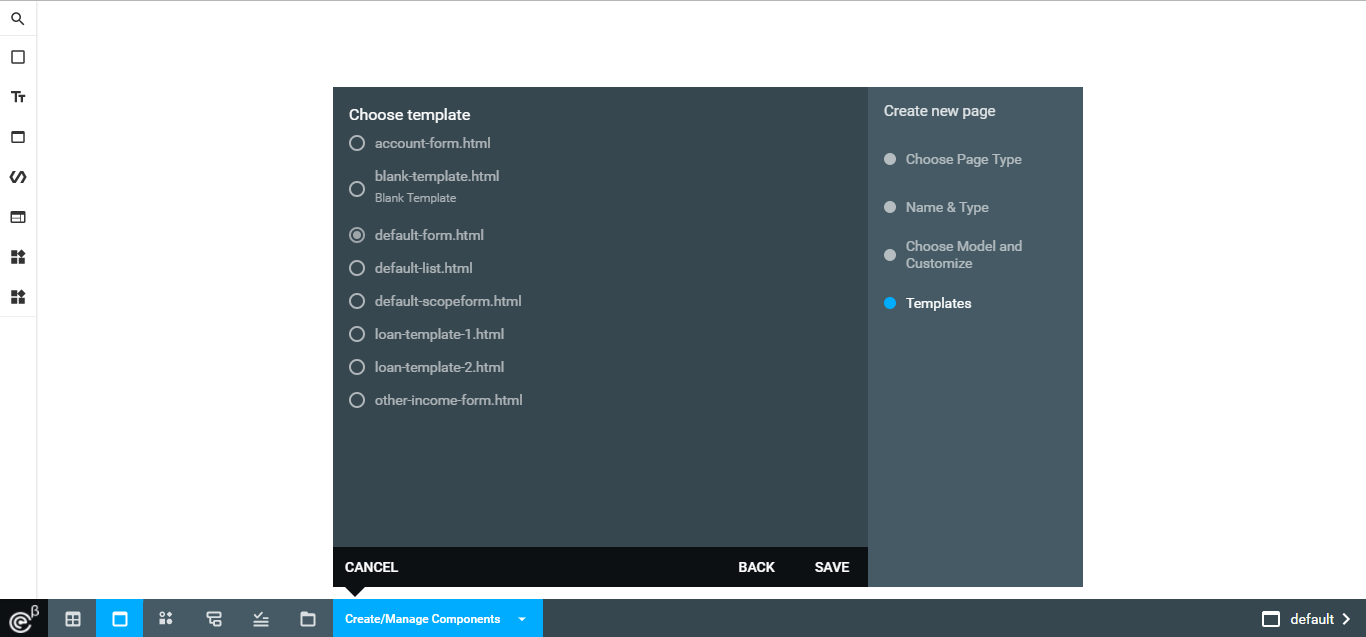 Choose template
account-form.html
blank-template.html
Blank Template
default-form.html
default-list.html
default-scopeform.html
loan-template-1.html
loan-template-2.html
other-income-form.html
CANCEL
BACK
SAVE
Create new page
Choose Page Type
Name & Type
Choose Model and
Customize
Templates
Tт
e β
Create/Manage Components
default